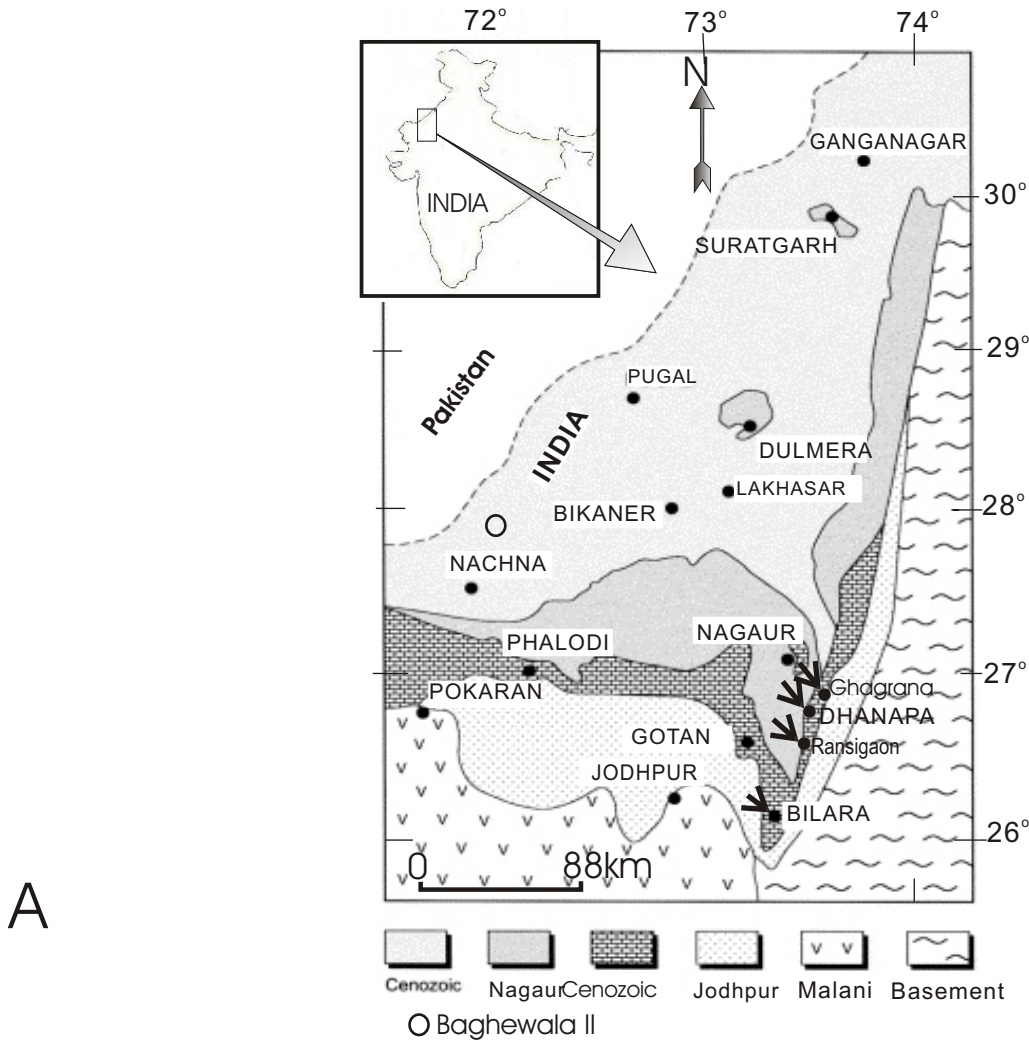 72° 73° 74°
N
GANGANAGAR
INDIA
30°
SURATGARH
29°
Pakistan
PUGAL
INDIA
DULMERA
LAKHASAR
BIKANER
28°
NACHNA
PHALODI
NAGAUR
27°
Ghagrana
POKARAN
DHANAPA
GOTAN
Ransigaon
JODHPUR
BILARA
26°
0 88km
A
Cenozoic Nagaur Cenozoic Jodhpur Malani Basement
Baghewala II